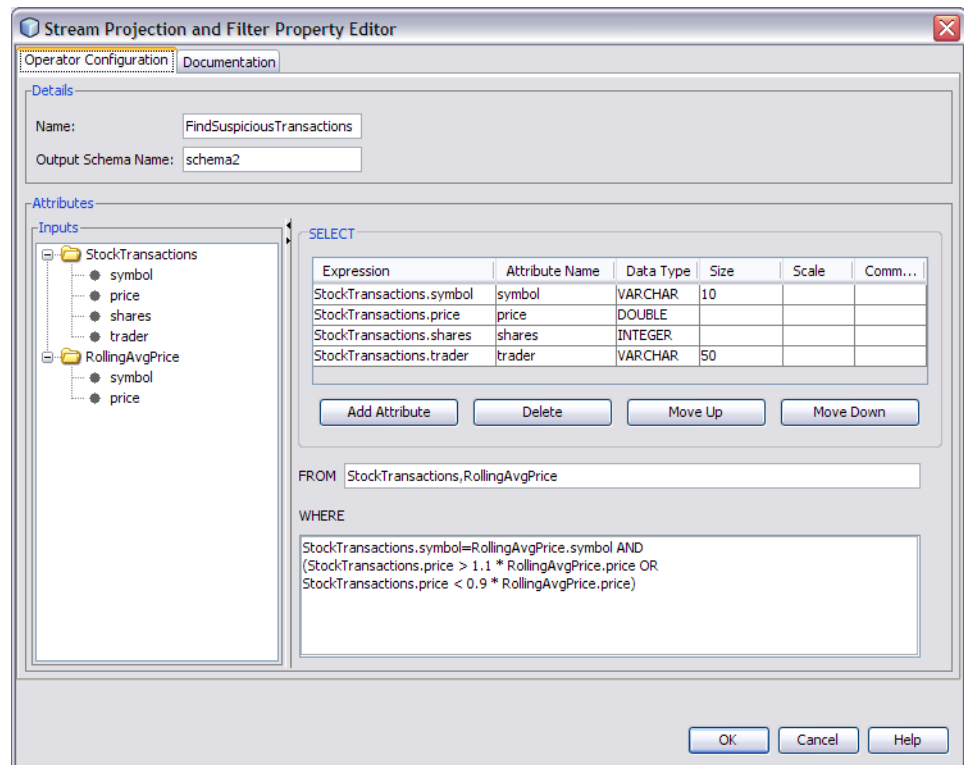 Stream Projection and Filter Property Editor
Operator Configuration Documentation
Details
Name: FindSuspiciousTransactions
Output Schema Name: schema2
Attributes
Inputs
StockTransactions
symbol
price
shares
trader
RollingAvgPrice
symbol
price
SELECT
Expression Attribute Name Data Type Size Scale Comm...
StockTransactions.symbol symbol VARCHAR 10
StockTransactions.price price DOUBLE
StockTransactions.shares shares INTEGER
StockTransactions.trader trader VARCHAR 50
Add Attribute Delete Move Up Move Down
FROM StockTransactions,RollingAvgPrice
WHERE
StockTransactions.symbol=RollingAvgPrice.symbol AND
(StockTransactions.price > 1.1 * RollingAvgPrice.price OR
StockTransactions.price < 0.9 * RollingAvgPrice.price)
OK Cancel Help